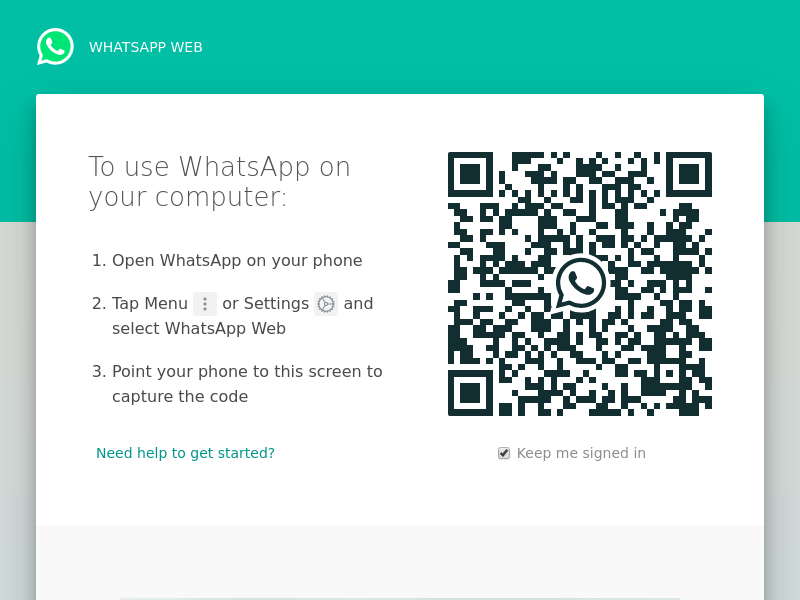 WHATSAPP WEB
To use WhatsApp on
your computer:
1. Open WhatsApp on your phone
2. Tap Menu or Settings and
select WhatsApp Web
3. Point your phone to this screen to
capture the code
Need help to get started?
Keep me signed in